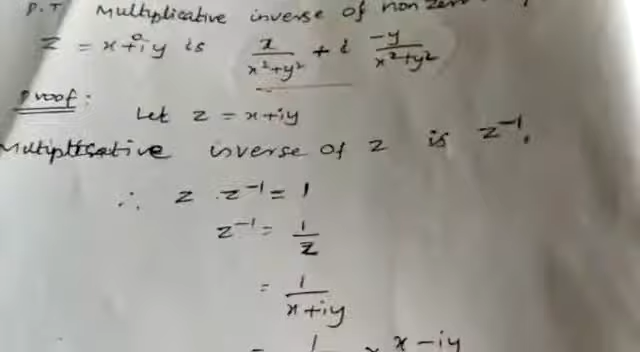 P.T Multiplicative inverse of non zero
z = x+iy is x/x²+y² + i -y/x²+y²
Proof:
Let z = x+iy
Multiplicative inverse of z is z⁻¹.
∴ z . z⁻¹ = 1
z⁻¹ = 1/z
= 1/x+iy
= 1 × x-iy